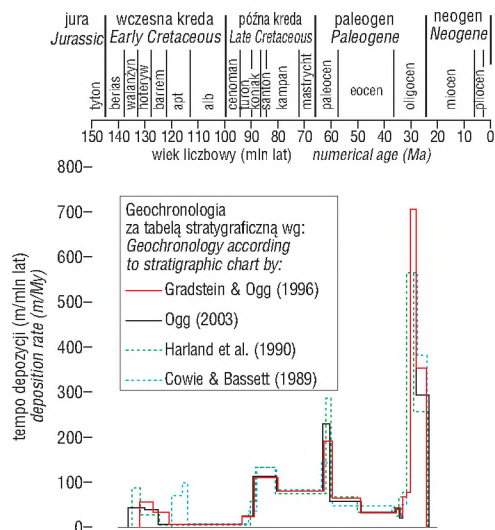 jura wczesna kreda późna kreda paleogen neogen
Jurassic Early Cretaceous Late Cretaceous Paleogene Neogene
tyton berias walanżyn hoteryw barrem apt alb cenoman turon koniak santon kampan mastrycht paleocen eocen oligocen miocen pliocen
150 140 130 120 110 100 90 80 70 60 50 40 30 20 10 0
wiek liczbowy (mln lat) numerical age (Ma)
800
700
600
500
400
300
200
100
0
tempo depozycji (m/mln lat)
deposition rate (m/My)
Geochronologia
za tabelą stratygraficzną wg:
Geochronology according
to stratigraphic chart by:
Gradstein & Ogg (1996)
Ogg (2003)
Harland et al. (1990)
Cowie & Bassett (1989)